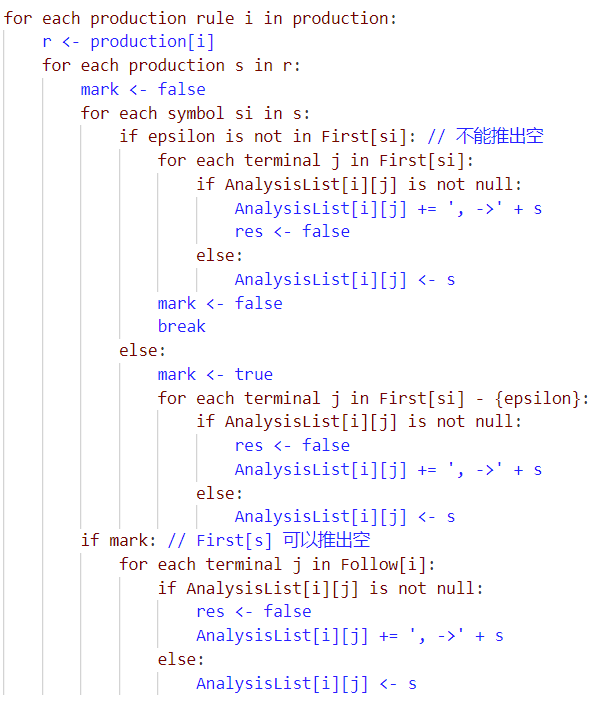 for each production rule i in production:
    r <- production[i]
    for each production s in r:
        mark <- false
        for each symbol si in s:
            if epsilon is not in First[si]: // 不能推出空
                for each terminal j in First[si]:
                    if AnalysisList[i][j] is not null:
                        AnalysisList[i][j] += ', ->' + s
                        res <- false
                    else:
                        AnalysisList[i][j] <- s
                mark <- false
                break
            else:
                mark <- true
                for each terminal j in First[si] - {epsilon}:
                    if AnalysisList[i][j] is not null:
                        res <- false
                        AnalysisList[i][j] += ', ->' + s
                    else:
                        AnalysisList[i][j] <- s
        if mark: // First[s] 可以推出空
            for each terminal j in Follow[i]:
                if AnalysisList[i][j] is not null:
                    res <- false
                    AnalysisList[i][j] += ', ->' + s
                else:
                    AnalysisList[i][j] <- s